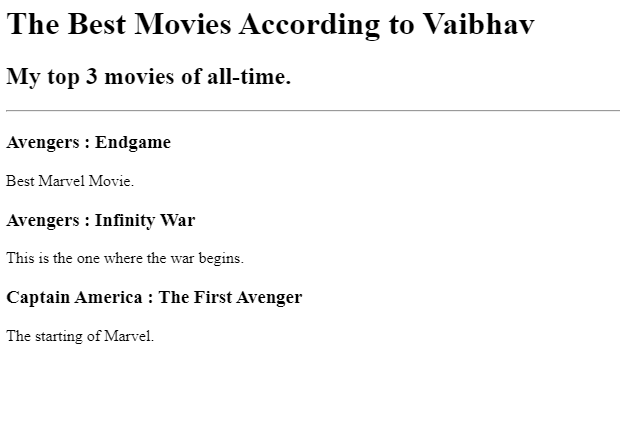 The Best Movies According to Vaibhav
My top 3 movies of all-time.
Avengers : Endgame
Best Marvel Movie.
Avengers : Infinity War
This is the one where the war begins.
Captain America : The First Avenger
The starting of Marvel.